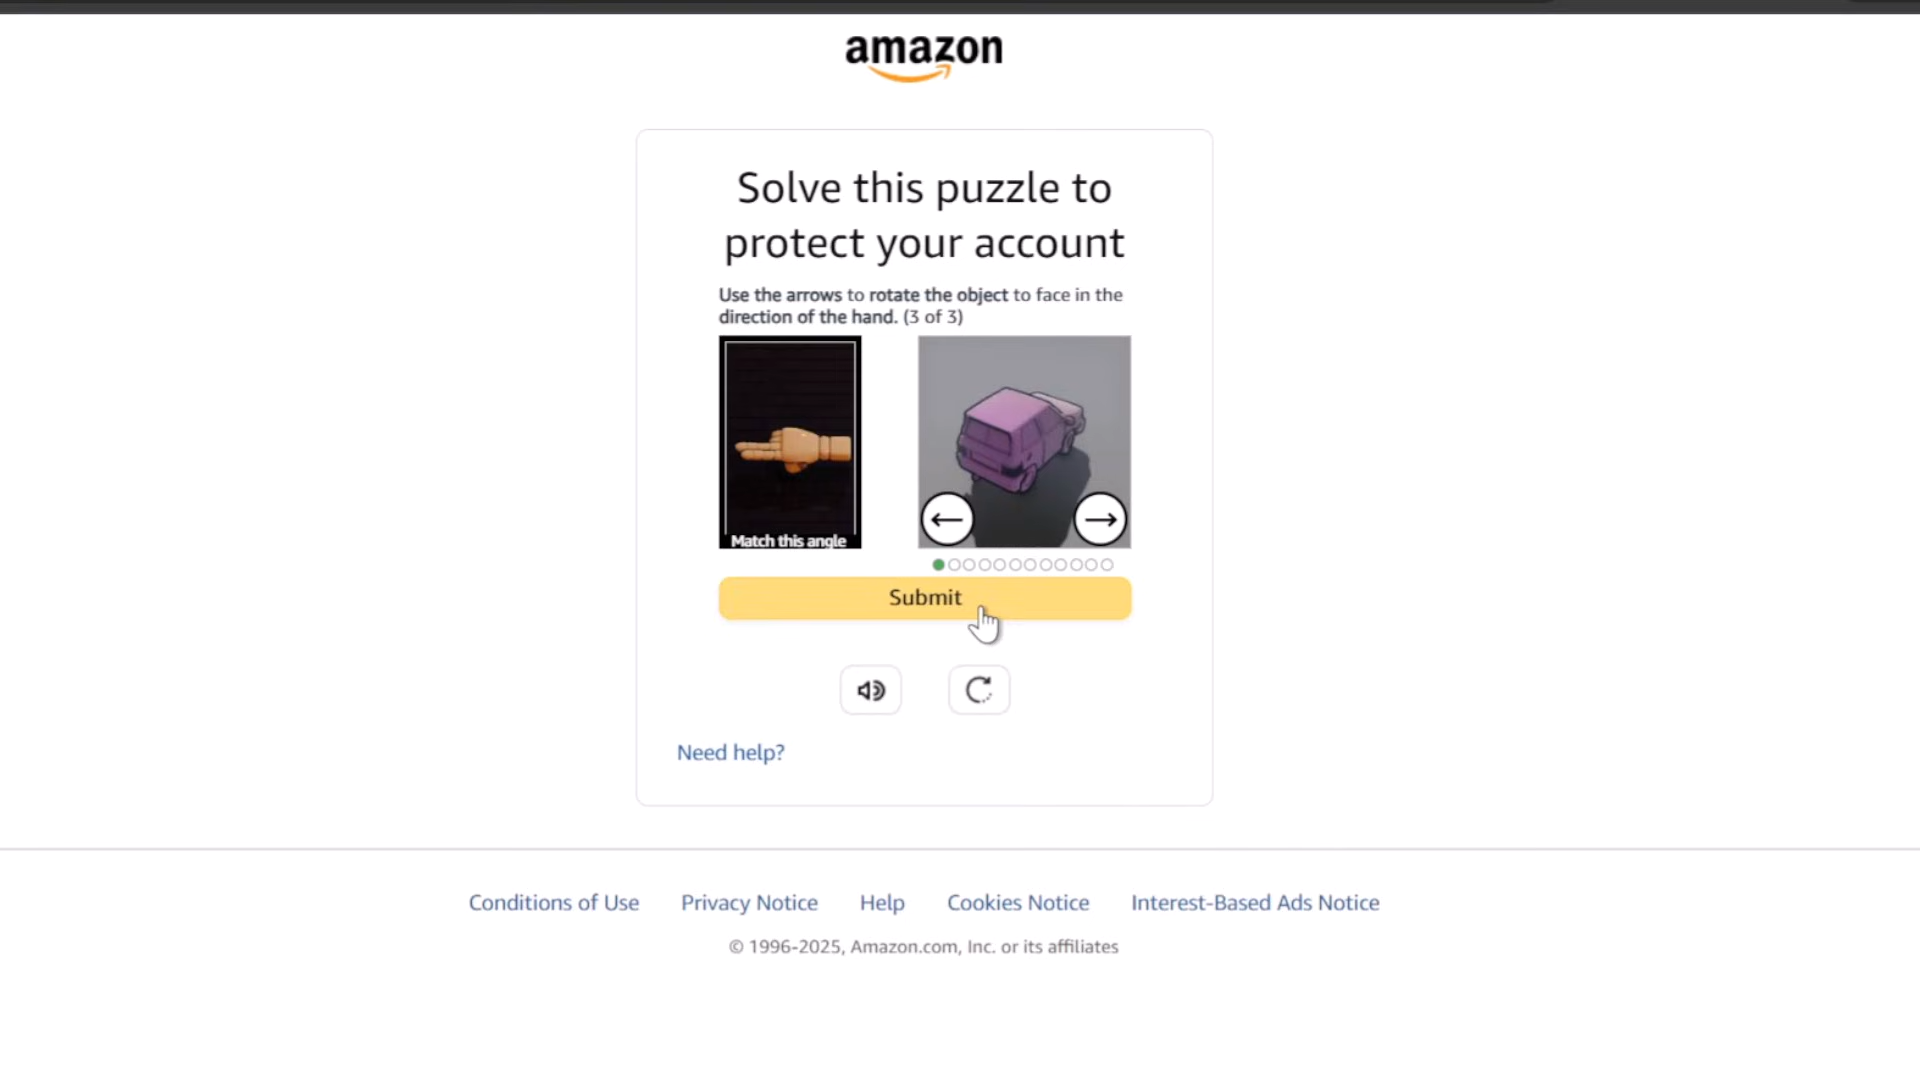 amazon
Solve this puzzle to
protect your account
Use the arrows to rotate the object to face in the
direction of the hand. (3 of 3)
Match this angle
Submit
Need help?
Conditions of Use Privacy Notice Help Cookies Notice Interest-Based Ads Notice
© 1996-2025, Amazon.com, Inc. or its affiliates